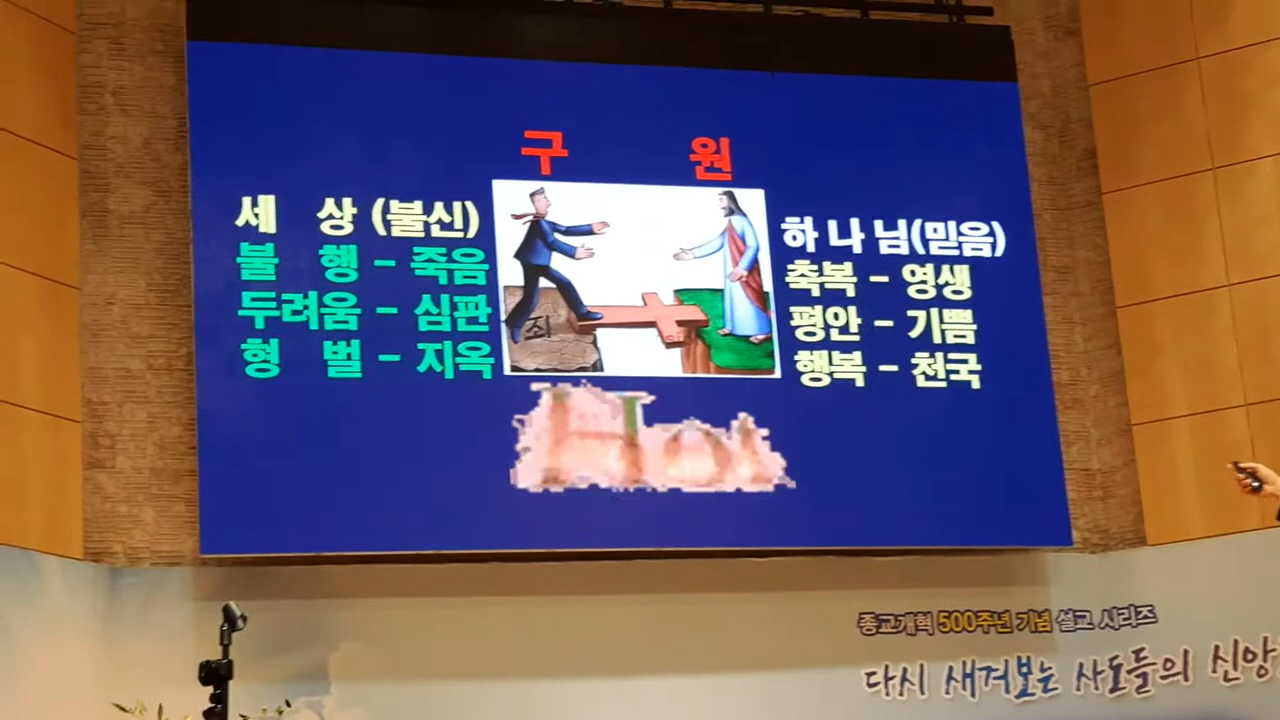 구 원
세 상 (불신)
불 행 - 죽음
두려움 - 심판
형 벌 - 지옥
죄
하 나 님(믿음)
축복 - 영생
평안 - 기쁨
행복 - 천국
종교개혁 500주년 기념 설교 시리즈
다시 새겨보는 사도들의 신앙